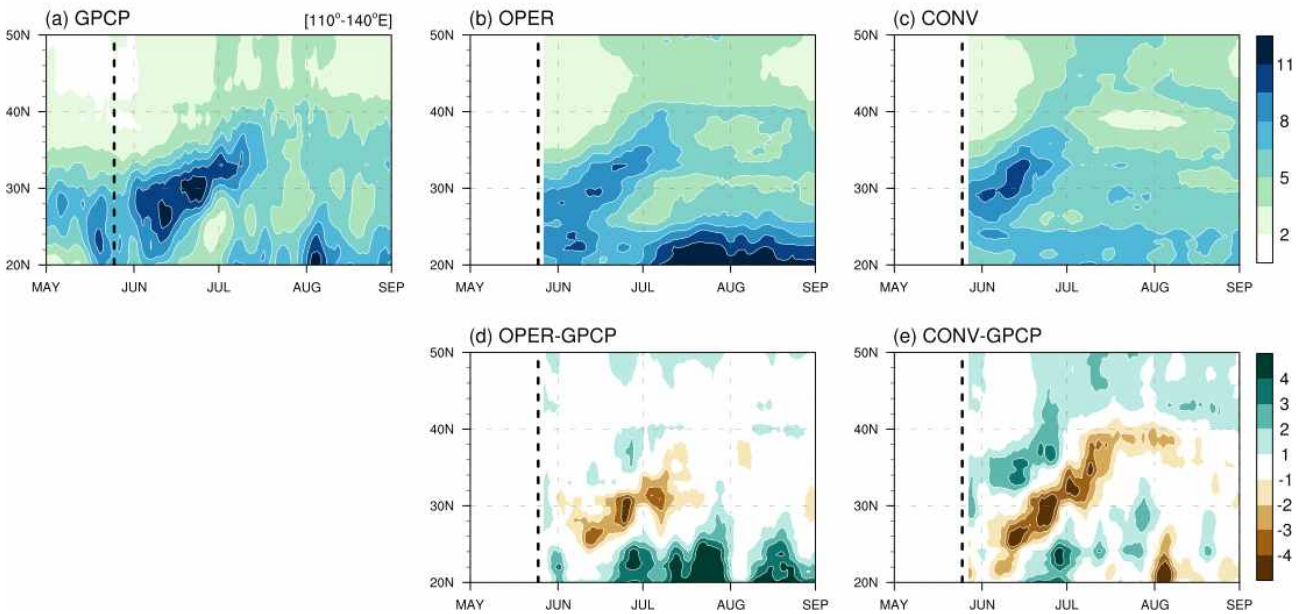 (a) GPCP [110°-140°E] (b) OPER (c) CONV
50N 50N 50N
40N 40N 40N
30N 30N 30N
20N 20N 20N
MAY JUN JUL AUG SEP MAY JUN JUL AUG SEP MAY JUN JUL AUG SEP
11
8
5
2
(d) OPER-GPCP (e) CONV-GPCP
50N 50N
40N 40N
30N 30N
20N 20N
MAY JUN JUL AUG SEP MAY JUN JUL AUG SEP
4
3
2
1
-1
-2
-3
-4